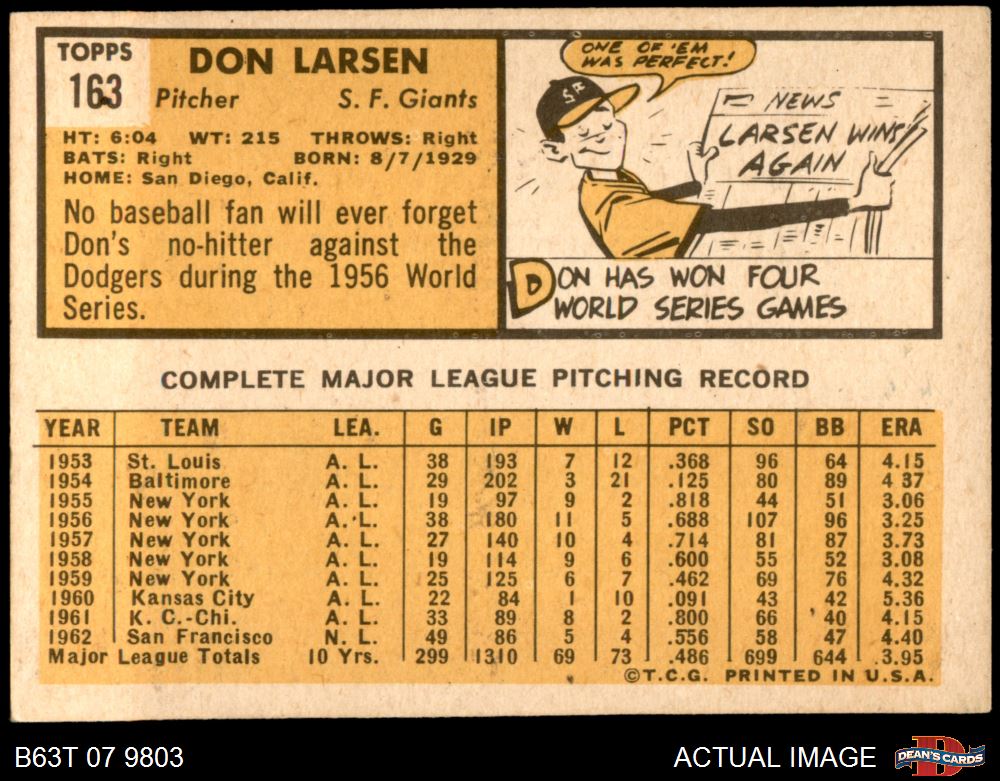 TOPPS
163
DON LARSEN
Pitcher S. F. Giants
HT: 6:04 WT: 215 THROWS: Right
BATS: Right BORN: 8/7/1929
HOME: San Diego, Calif.
No baseball fan will ever forget
Don's no-hitter against the
Dodgers during the 1956 World
Series.
ONE OF 'EM
WAS PERFECT!
SF
NEWS
LARSEN WINS
AGAIN
DON HAS WON FOUR
WORLD SERIES GAMES
COMPLETE MAJOR LEAGUE PITCHING RECORD
YEAR TEAM LEA. G IP W L PCT SO BB ERA
1953 St. Louis A. L. 38 193 7 12 .368 96 64 4.15
1954 Baltimore A. L. 29 202 3 21 .125 80 89 4 37
1955 New York A. L. 19 97 9 2 .818 44 51 3.06
1956 New York A. L. 38 180 11 5 .688 107 96 3.25
1957 New York A. L. 27 140 10 4 .714 81 87 3.73
1958 New York A. L. 19 114 9 6 .600 55 52 3.08
1959 New York A. L. 25 125 6 7 .462 69 76 4.32
1960 Kansas City A. L. 22 84 1 10 .091 43 42 5.36
1961 K. C.-Chi. A. L. 33 89 8 2 .800 66 40 4.15
1962 San Francisco N. L. 49 86 5 4 .556 58 47 4.40
Major League Totals 10 Yrs. 299 1310 69 73 .486 699 644 3.95
©T.C.G. PRINTED IN U.S.A.
B63T 07 9803
ACTUAL IMAGE
D
DEAN'S CARDS